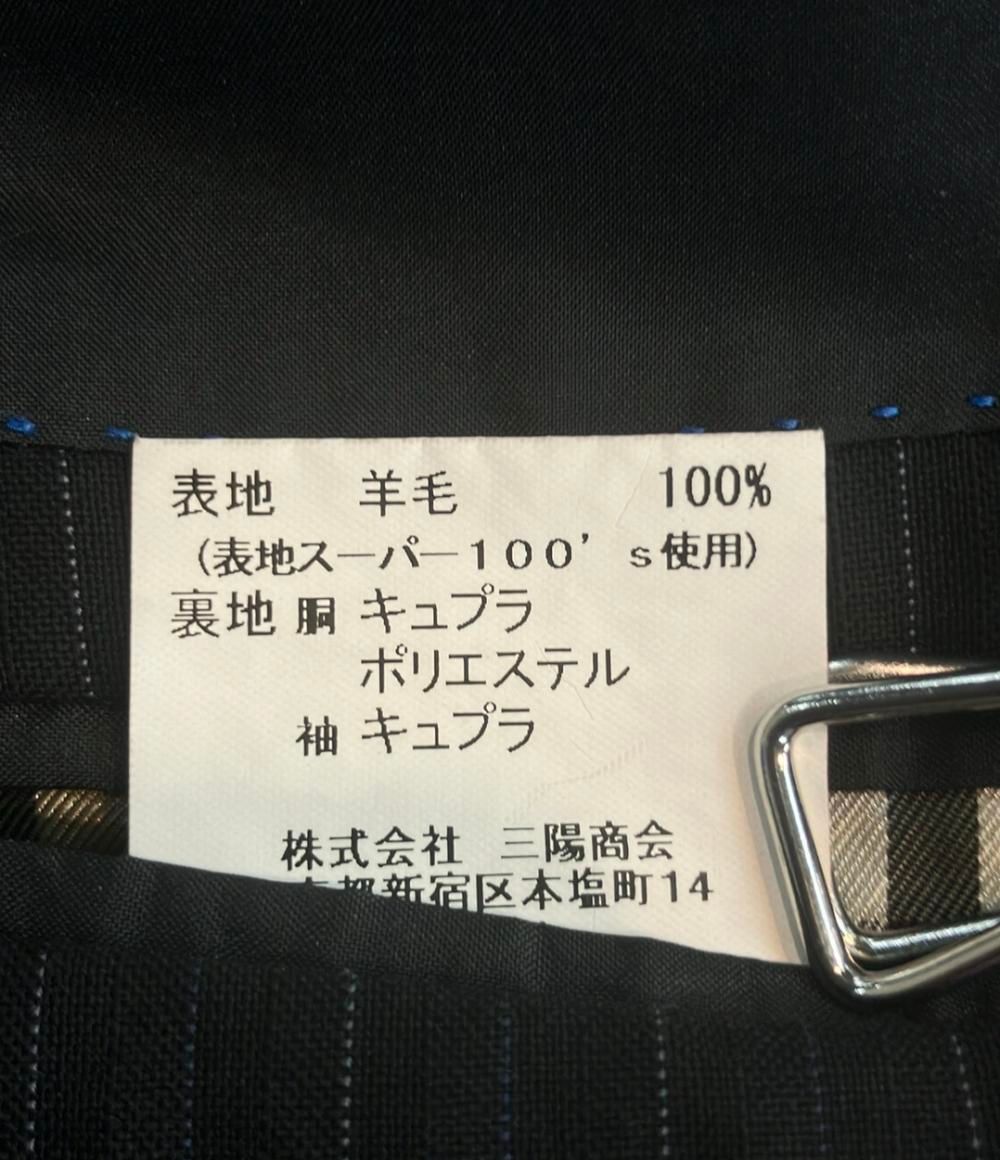 表地 羊毛 100%
(表地スーパー100's使用)
裏地 胴 キュプラ
ポリエステル
袖 キュプラ
株式会社 三陽商会
新宿区本塩町14